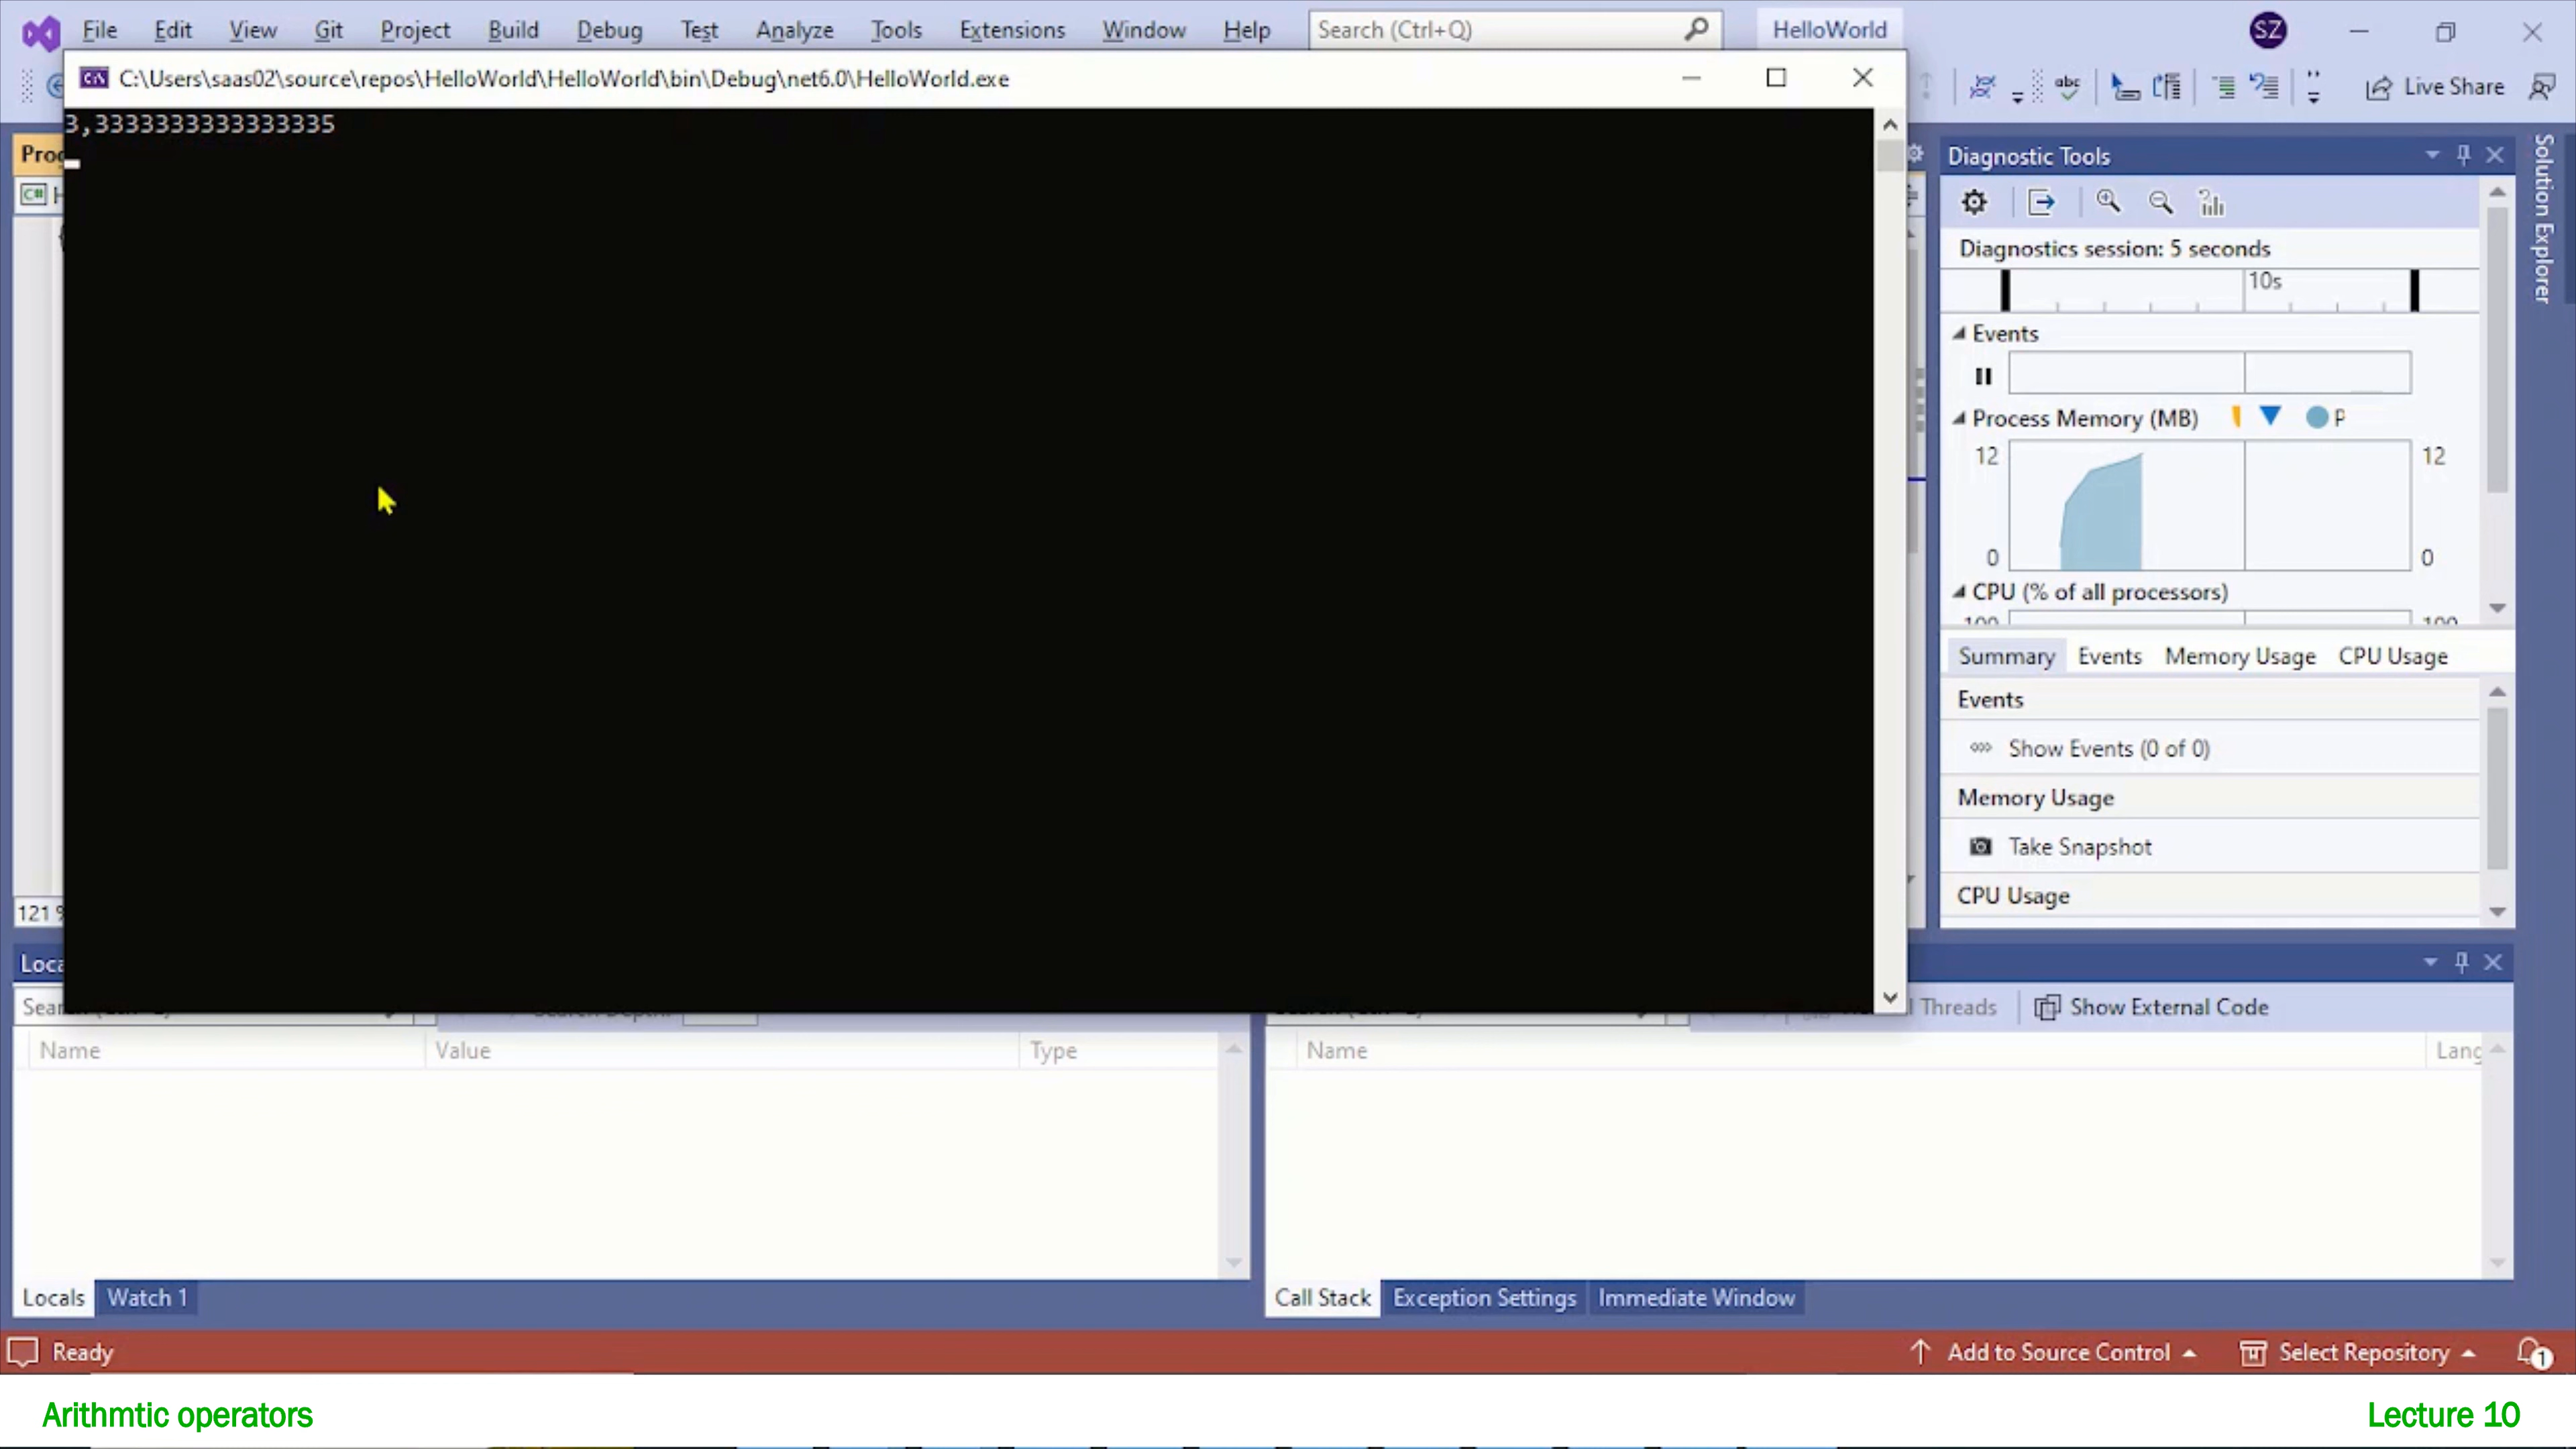 File Edit View Git Project Build Debug Test Analyze Tools Extensions Window Help Search (Ctrl+Q) HelloWorld SZ
C:\Users\saas02\source\repos\HelloWorld\HelloWorld\bin\Debug\net6.0\HelloWorld.exe
Live Share
3,3333333333333335
Diagnostic Tools
Solution Explorer
Diagnostics session: 5 seconds
10s
Events
Process Memory (MB) P
12 12
0 0
CPU (% of all processors)
100 100
Summary Events Memory Usage CPU Usage
Events
Show Events (0 of 0)
Memory Usage
Take Snapshot
CPU Usage
121 %
Threads Show External Code
Name Value Type
Name Lang
Locals Watch 1
Call Stack Exception Settings Immediate Window
Ready
Add to Source Control Select Repository 1
Arithmtic operators
Lecture 10